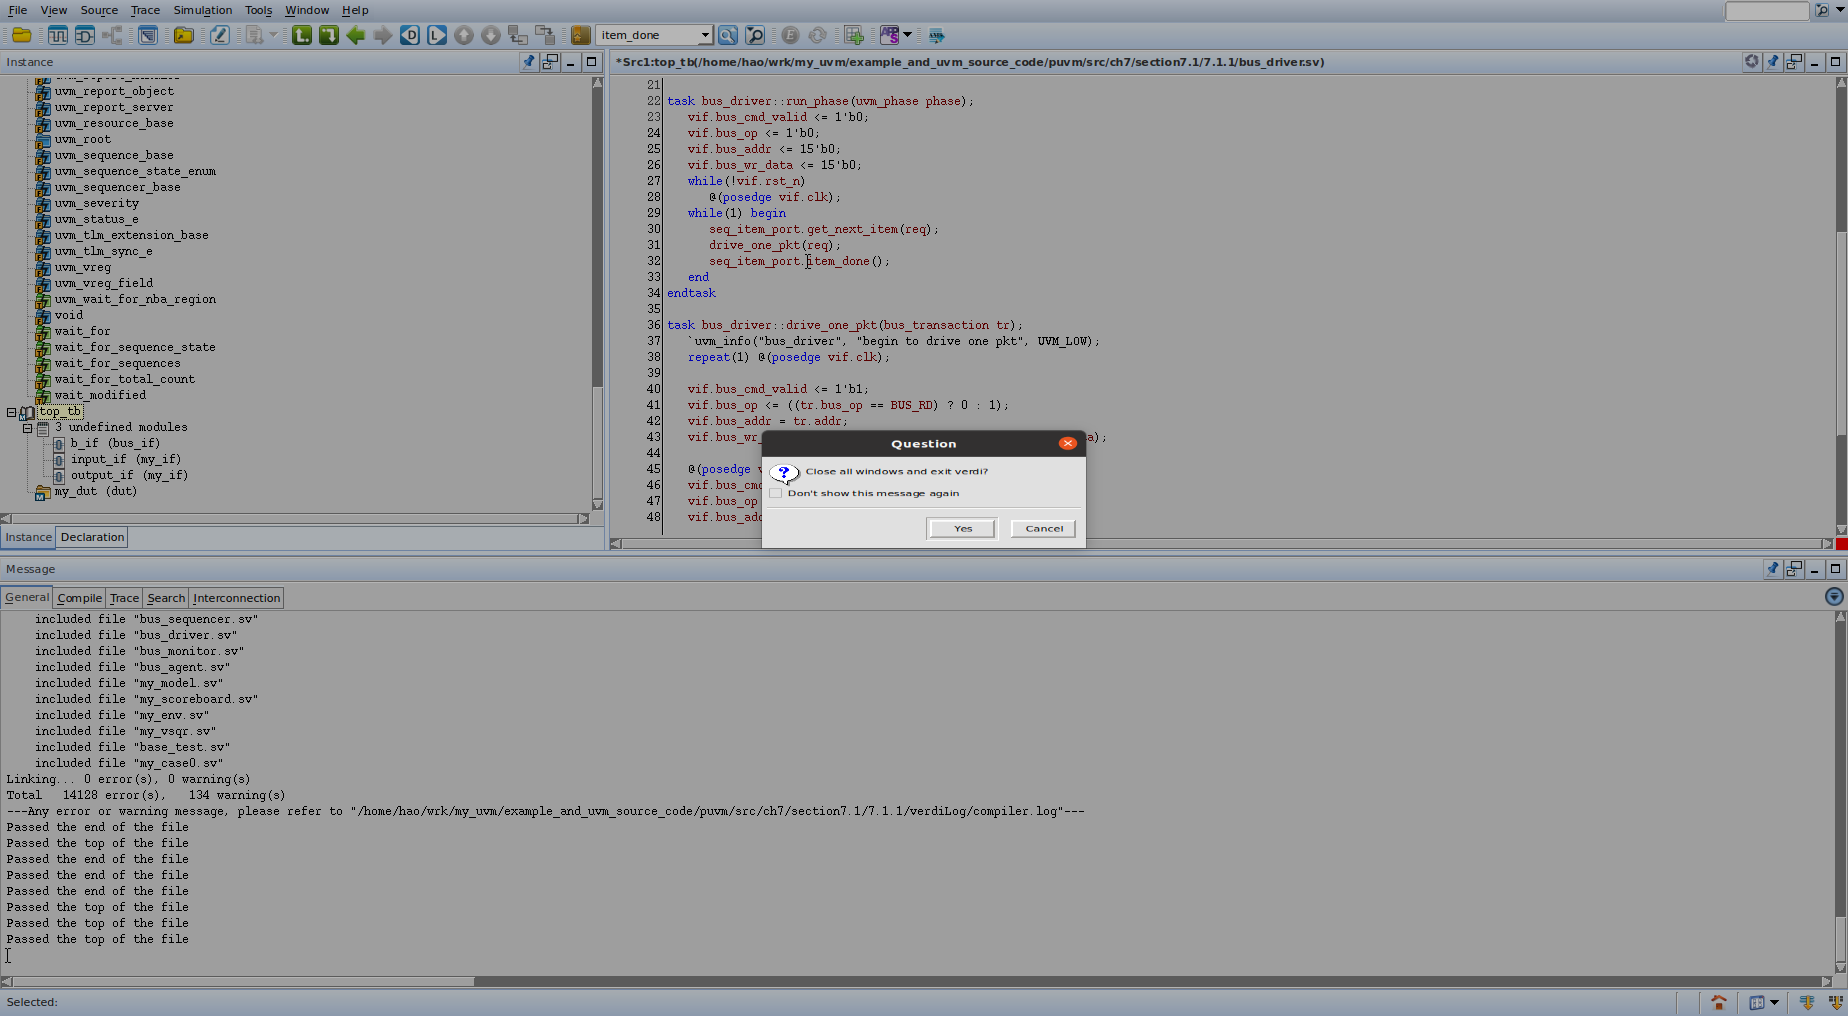 File View Source Trace Simulation Tools Window Help
item_done
Instance
uvm_report_object
uvm_report_server
uvm_resource_base
uvm_root
uvm_sequence_base
uvm_sequence_state_enum
uvm_sequencer_base
uvm_severity
uvm_status_e
uvm_tlm_extension_base
uvm_tlm_sync_e
uvm_vreg
uvm_vreg_field
uvm_wait_for_nba_region
void
wait_for
wait_for_sequence_state
wait_for_sequences
wait_for_total_count
wait_modified
top_tb
3 undefined modules
b_if (bus_if)
input_if (my_if)
output_if (my_if)
my_dut (dut)
Instance Declaration
*Src1:top_tb(/home/hao/wrk/my_uvm/example_and_uvm_source_code/puvm/src/ch7/section7.1/7.1.1/bus_driver.sv)
21
22 task bus_driver::run_phase(uvm_phase phase);
23 vif.bus_cmd_valid <= 1'b0;
24 vif.bus_op <= 1'b0;
25 vif.bus_addr <= 15'b0;
26 vif.bus_wr_data <= 15'b0;
27 while(!vif.rst_n)
28 @(posedge vif.clk);
29 while(1) begin
30 seq_item_port.get_next_item(req);
31 drive_one_pkt(req);
32 seq_item_port.item_done();
33 end
34 endtask
35
36 task bus_driver::drive_one_pkt(bus_transaction tr);
37 `uvm_info("bus_driver", "begin to drive one pkt", UVM_LOW);
38 repeat(1) @(posedge vif.clk);
39
40 vif.bus_cmd_valid <= 1'b1;
41 vif.bus_op <= ((tr.bus_op == BUS_RD) ? 0 : 1);
42 vif.bus_addr = tr.addr;
43 vif.bus_wr a);
44
45 @(posedge v
46 vif.bus_cmd
47 vif.bus_op
48 vif.bus_add
Question
Close all windows and exit verdi?
Don't show this message again
Yes Cancel
Message
General Compile Trace Search Interconnection
included file "bus_sequencer.sv"
included file "bus_driver.sv"
included file "bus_monitor.sv"
included file "bus_agent.sv"
included file "my_model.sv"
included file "my_scoreboard.sv"
included file "my_env.sv"
included file "my_vsqr.sv"
included file "base_test.sv"
included file "my_case0.sv"
Linking... 0 error(s), 0 warning(s)
Total 14128 error(s), 134 warning(s)
---Any error or warning message, please refer to "/home/hao/wrk/my_uvm/example_and_uvm_source_code/puvm/src/ch7/section7.1/7.1.1/verdiLog/compiler.log"---
Passed the end of the file
Passed the top of the file
Passed the end of the file
Passed the end of the file
Passed the end of the file
Passed the top of the file
Passed the top of the file
Passed the top of the file
Selected: